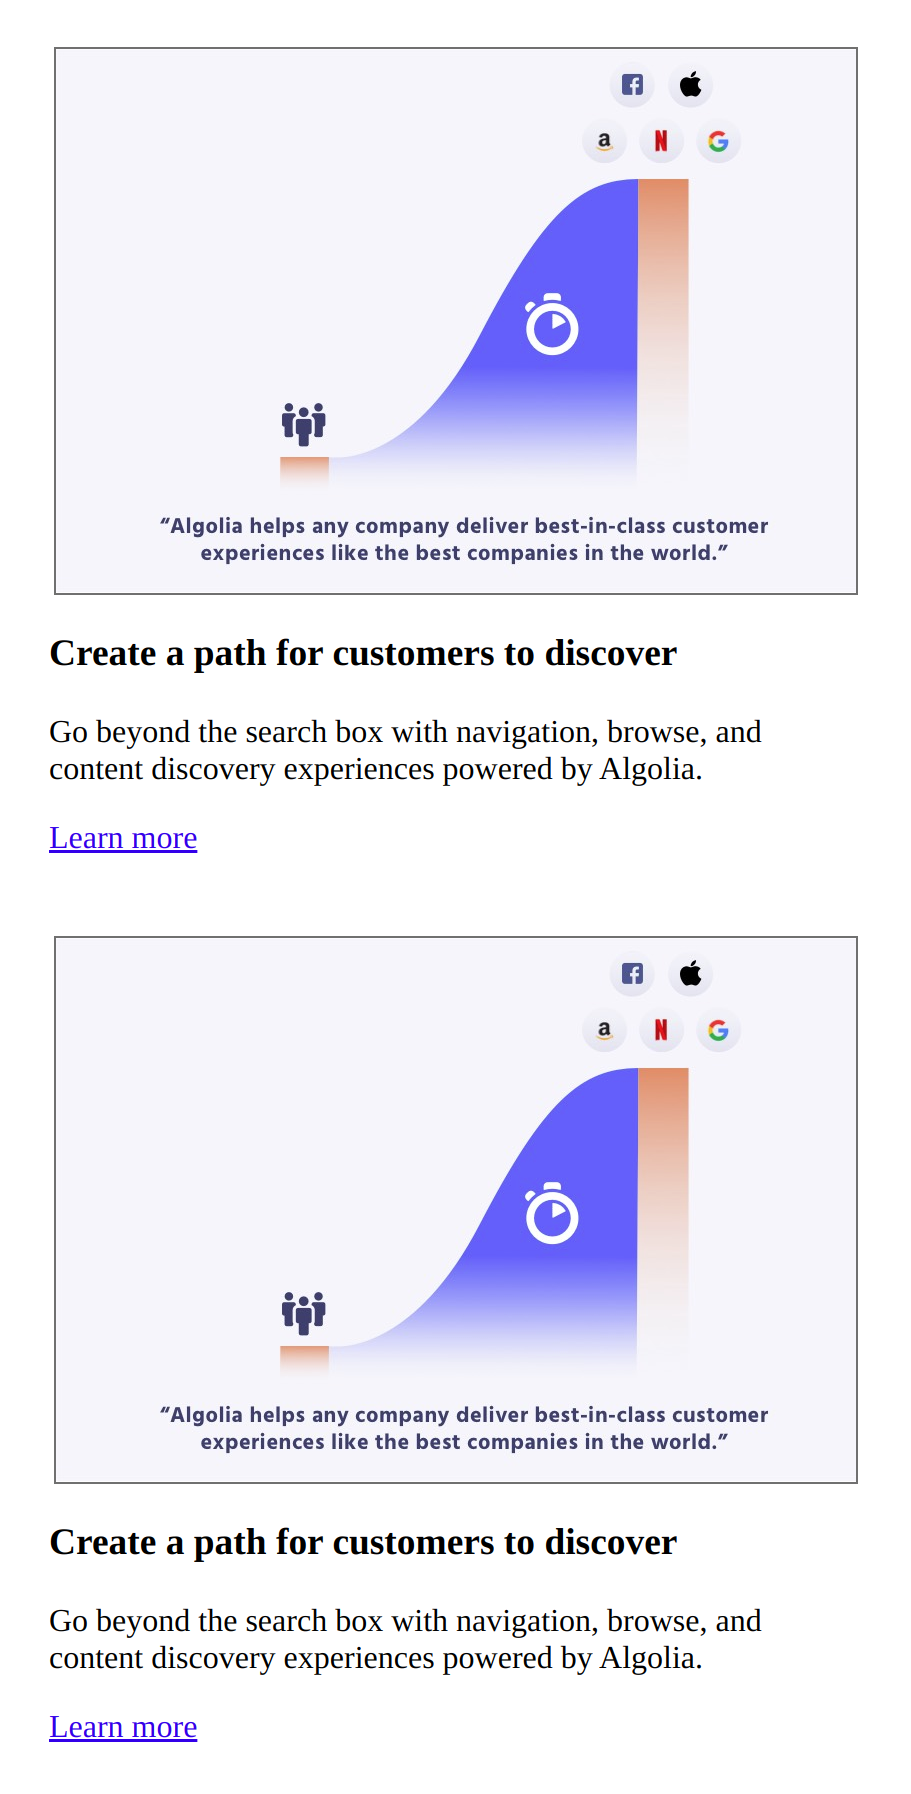 a N G
“Algolia helps any company deliver best-in-class customer
experiences like the best companies in the world.”
Create a path for customers to discover
Go beyond the search box with navigation, browse, and
content discovery experiences powered by Algolia.
Learn more
a N G
“Algolia helps any company deliver best-in-class customer
experiences like the best companies in the world.”
Create a path for customers to discover
Go beyond the search box with navigation, browse, and
content discovery experiences powered by Algolia.
Learn more